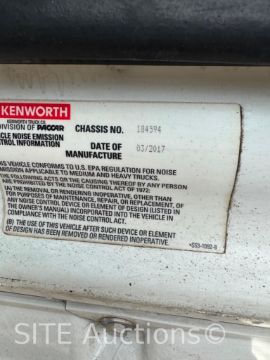 KENWORTH
KENWORTH TRUCK CO
DIVISION OF PACCAR
CHASSIS NO. 184594
VEHICLE NOISE EMISSION
CONTROL INFORMATION
DATE OF 03/2017
MANUFACTURE
THIS VEHICLE CONFORMS TO U.S. EPA REGULATION FOR NOISE
EMISSION APPLICABLE TO MEDIUM AND HEAVY TRUCKS.
THE FOLLOWING ACTS OR THE CAUSING THEREOF BY ANY PERSON
ARE PROHIBITED BY THE NOISE CONTROL ACT OF 1972:
(A) THE REMOVAL OR RENDERING INOPERATIVE, OTHER THAN
FOR PURPOSES OF MAINTENANCE, REPAIR, OR REPLACEMENT, OF
ANY NOISE CONTROL DEVICE OR ELEMENT OF DESIGN (LISTED IN
THE OWNER'S MANUAL) INCORPORATED INTO THIS VEHICLE IN
COMPLIANCE WITH THE NOISE CONTROL ACT.
(B) THE USE OF THIS VEHICLE AFTER SUCH DEVICE OR ELEMENT
OF DESIGN HAS BEEN REMOVED OR RENDERED INOPERATIVE.
S53-1092-8
SITE Auctions™